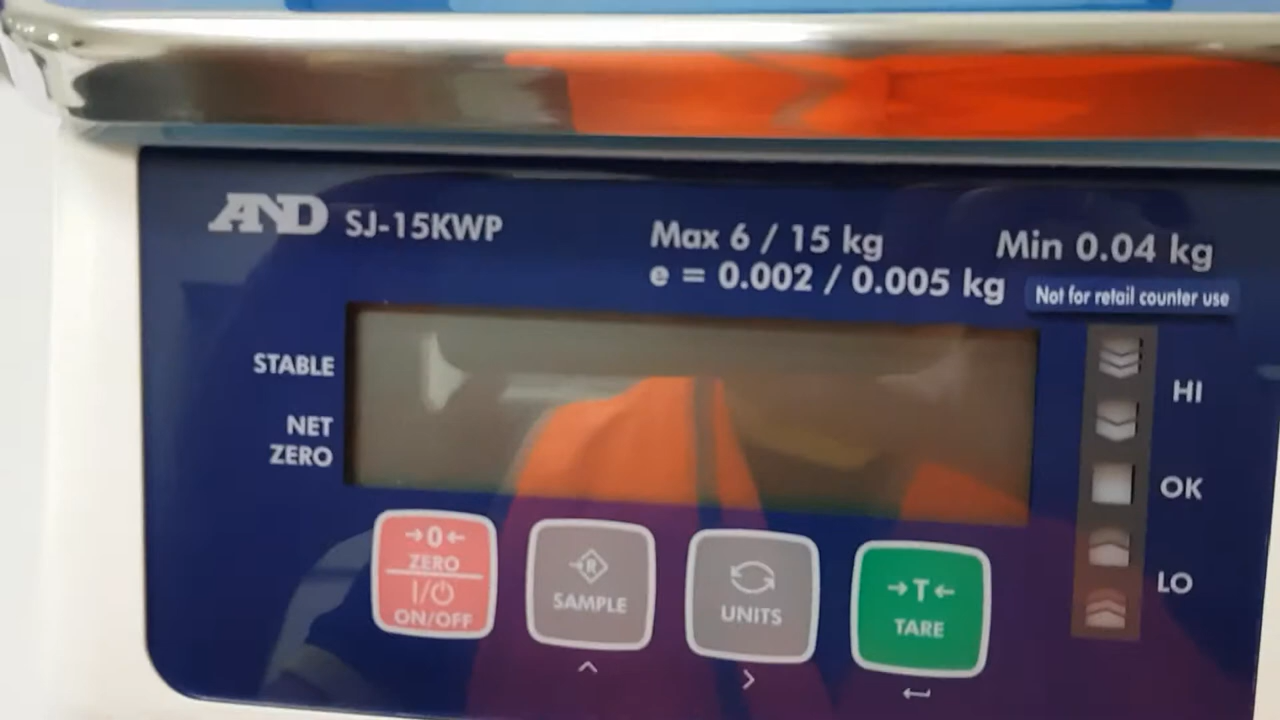 AND SJ-15KWP
Max 6 / 15 kg
Min 0.04 kg
e = 0.002 / 0.005 kg
Not for retail counter use
STABLE
NET
ZERO
HI
OK
LO
→0←
ZERO
I/⏻
ON/OFF
R
SAMPLE
UNITS
→T←
TARE